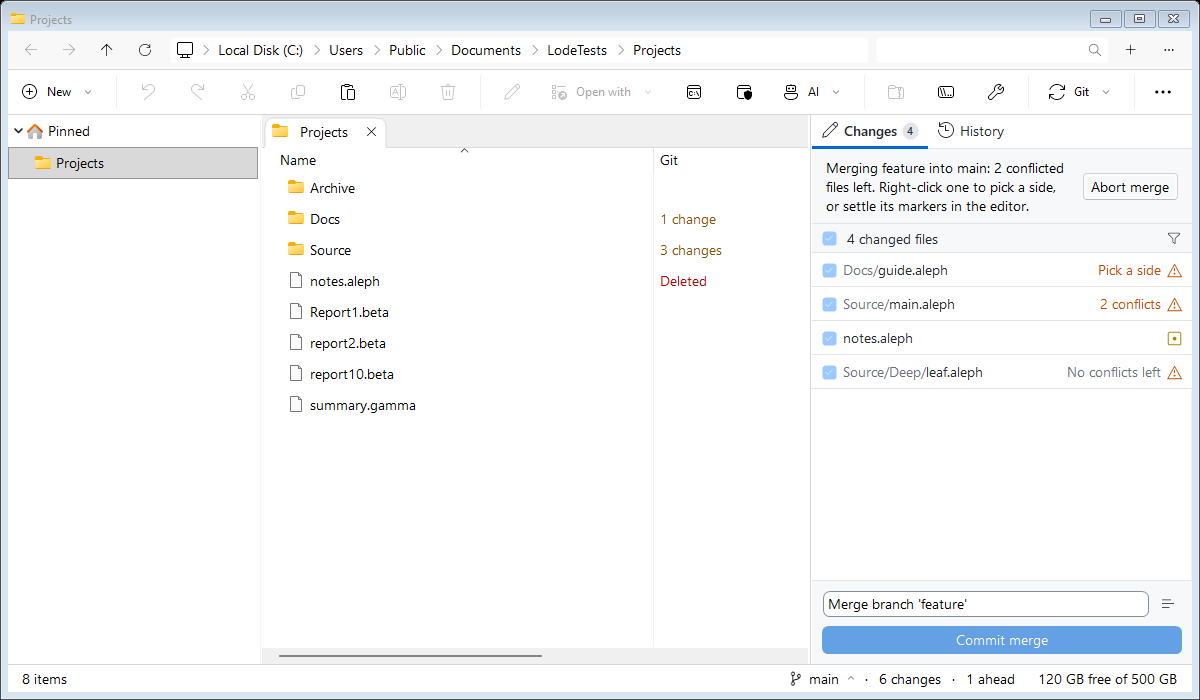 Projects
Local Disk (C:) Users Public Documents LodeTests Projects
New Open with AI Git
Pinned
Projects
Projects
Name Git
Archive
Docs 1 change
Source 3 changes
notes.aleph Deleted
Report1.beta
report2.beta
report10.beta
summary.gamma
Changes 4 History
Merging feature into main: 2 conflicted
files left. Right-click one to pick a side,
or settle its markers in the editor.
Abort merge
4 changed files
Docs/guide.aleph Pick a side
Source/main.aleph 2 conflicts
notes.aleph
Source/Deep/leaf.aleph No conflicts left
Merge branch 'feature'
Commit merge
8 items main · 6 changes · 1 ahead 120 GB free of 500 GB